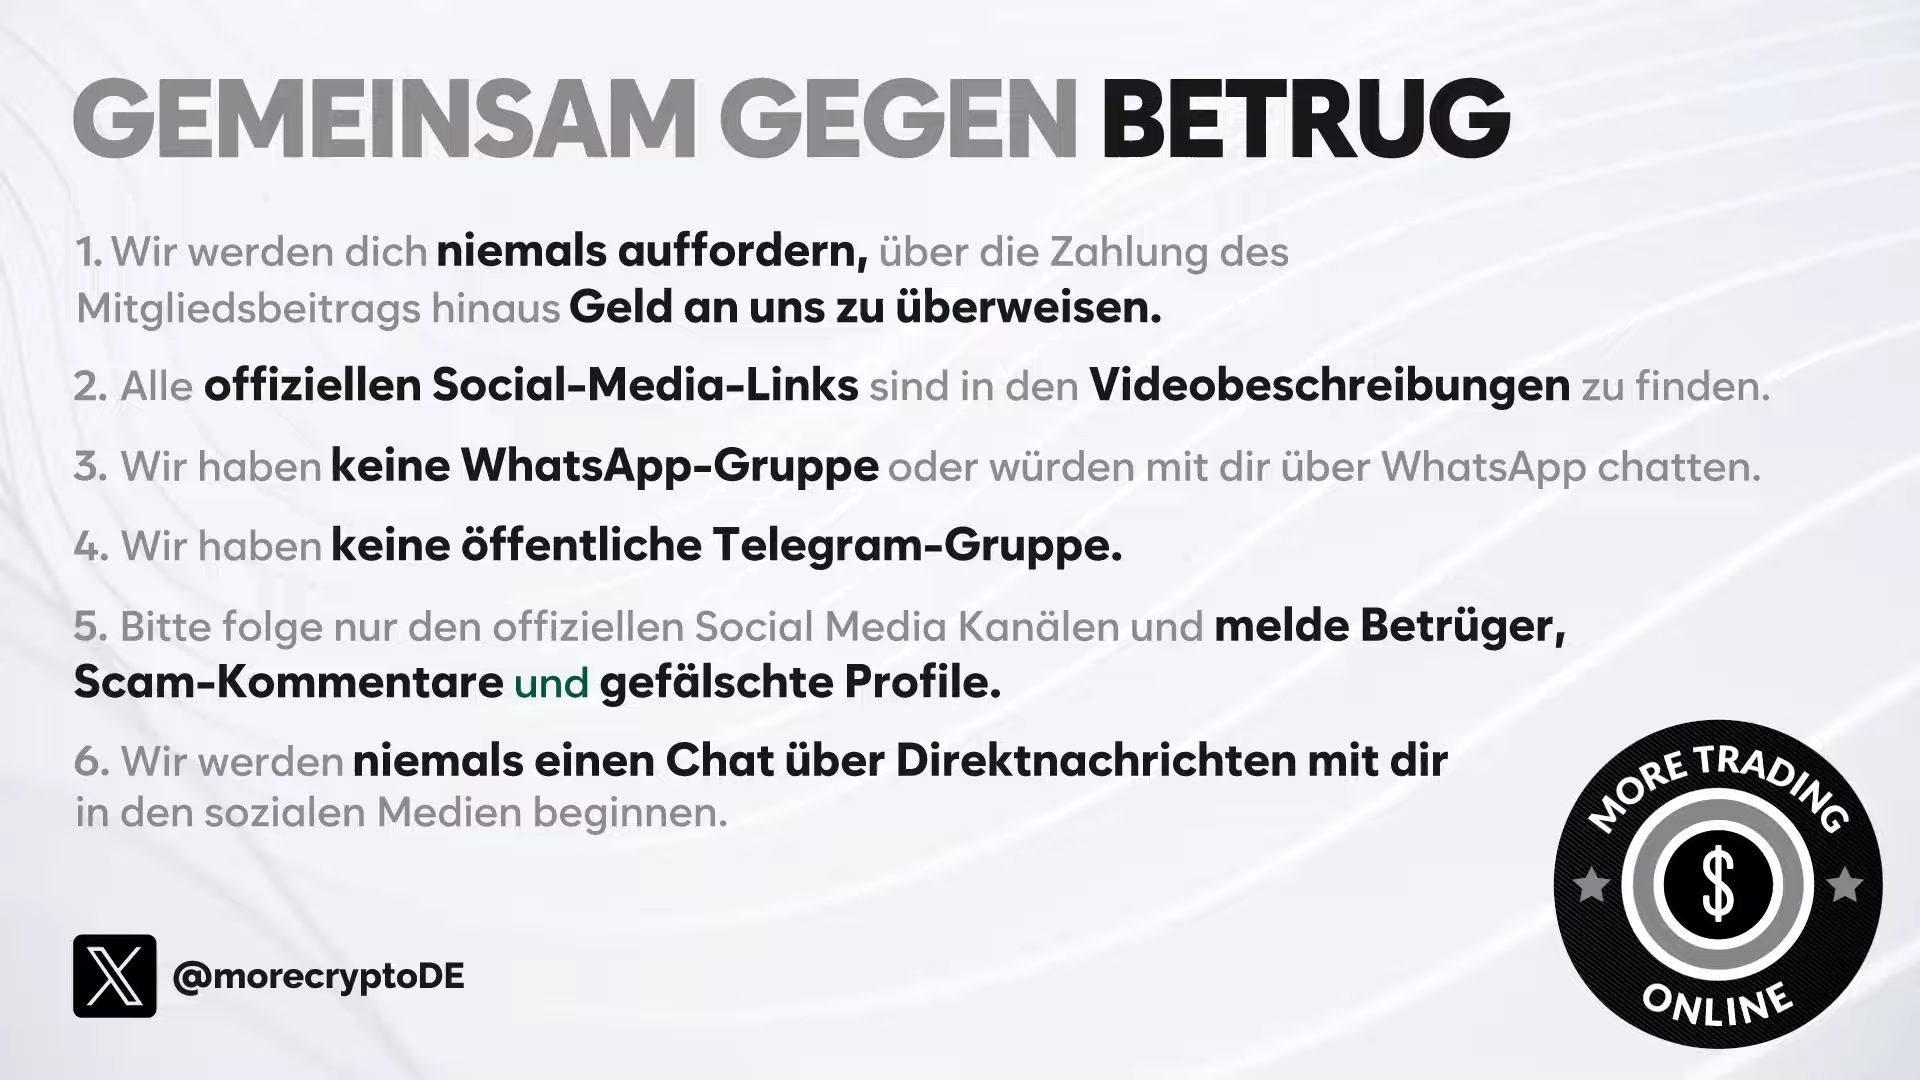 GEMEINSAM GEGEN BETRUG
1. Wir werden dich niemals auffordern, über die Zahlung des
Mitgliedsbeitrags hinaus Geld an uns zu überweisen.
2. Alle offiziellen Social-Media-Links sind in den Videobeschreibungen zu finden.
3. Wir haben keine WhatsApp-Gruppe oder würden mit dir über WhatsApp chatten.
4. Wir haben keine öffentliche Telegram-Gruppe.
5. Bitte folge nur den offiziellen Social Media Kanälen und melde Betrüger,
Scam-Kommentare und gefälschte Profile.
6. Wir werden niemals einen Chat über Direktnachrichten mit dir
in den sozialen Medien beginnen.
@morecryptoDE
MORE TRADING
$
ONLINE